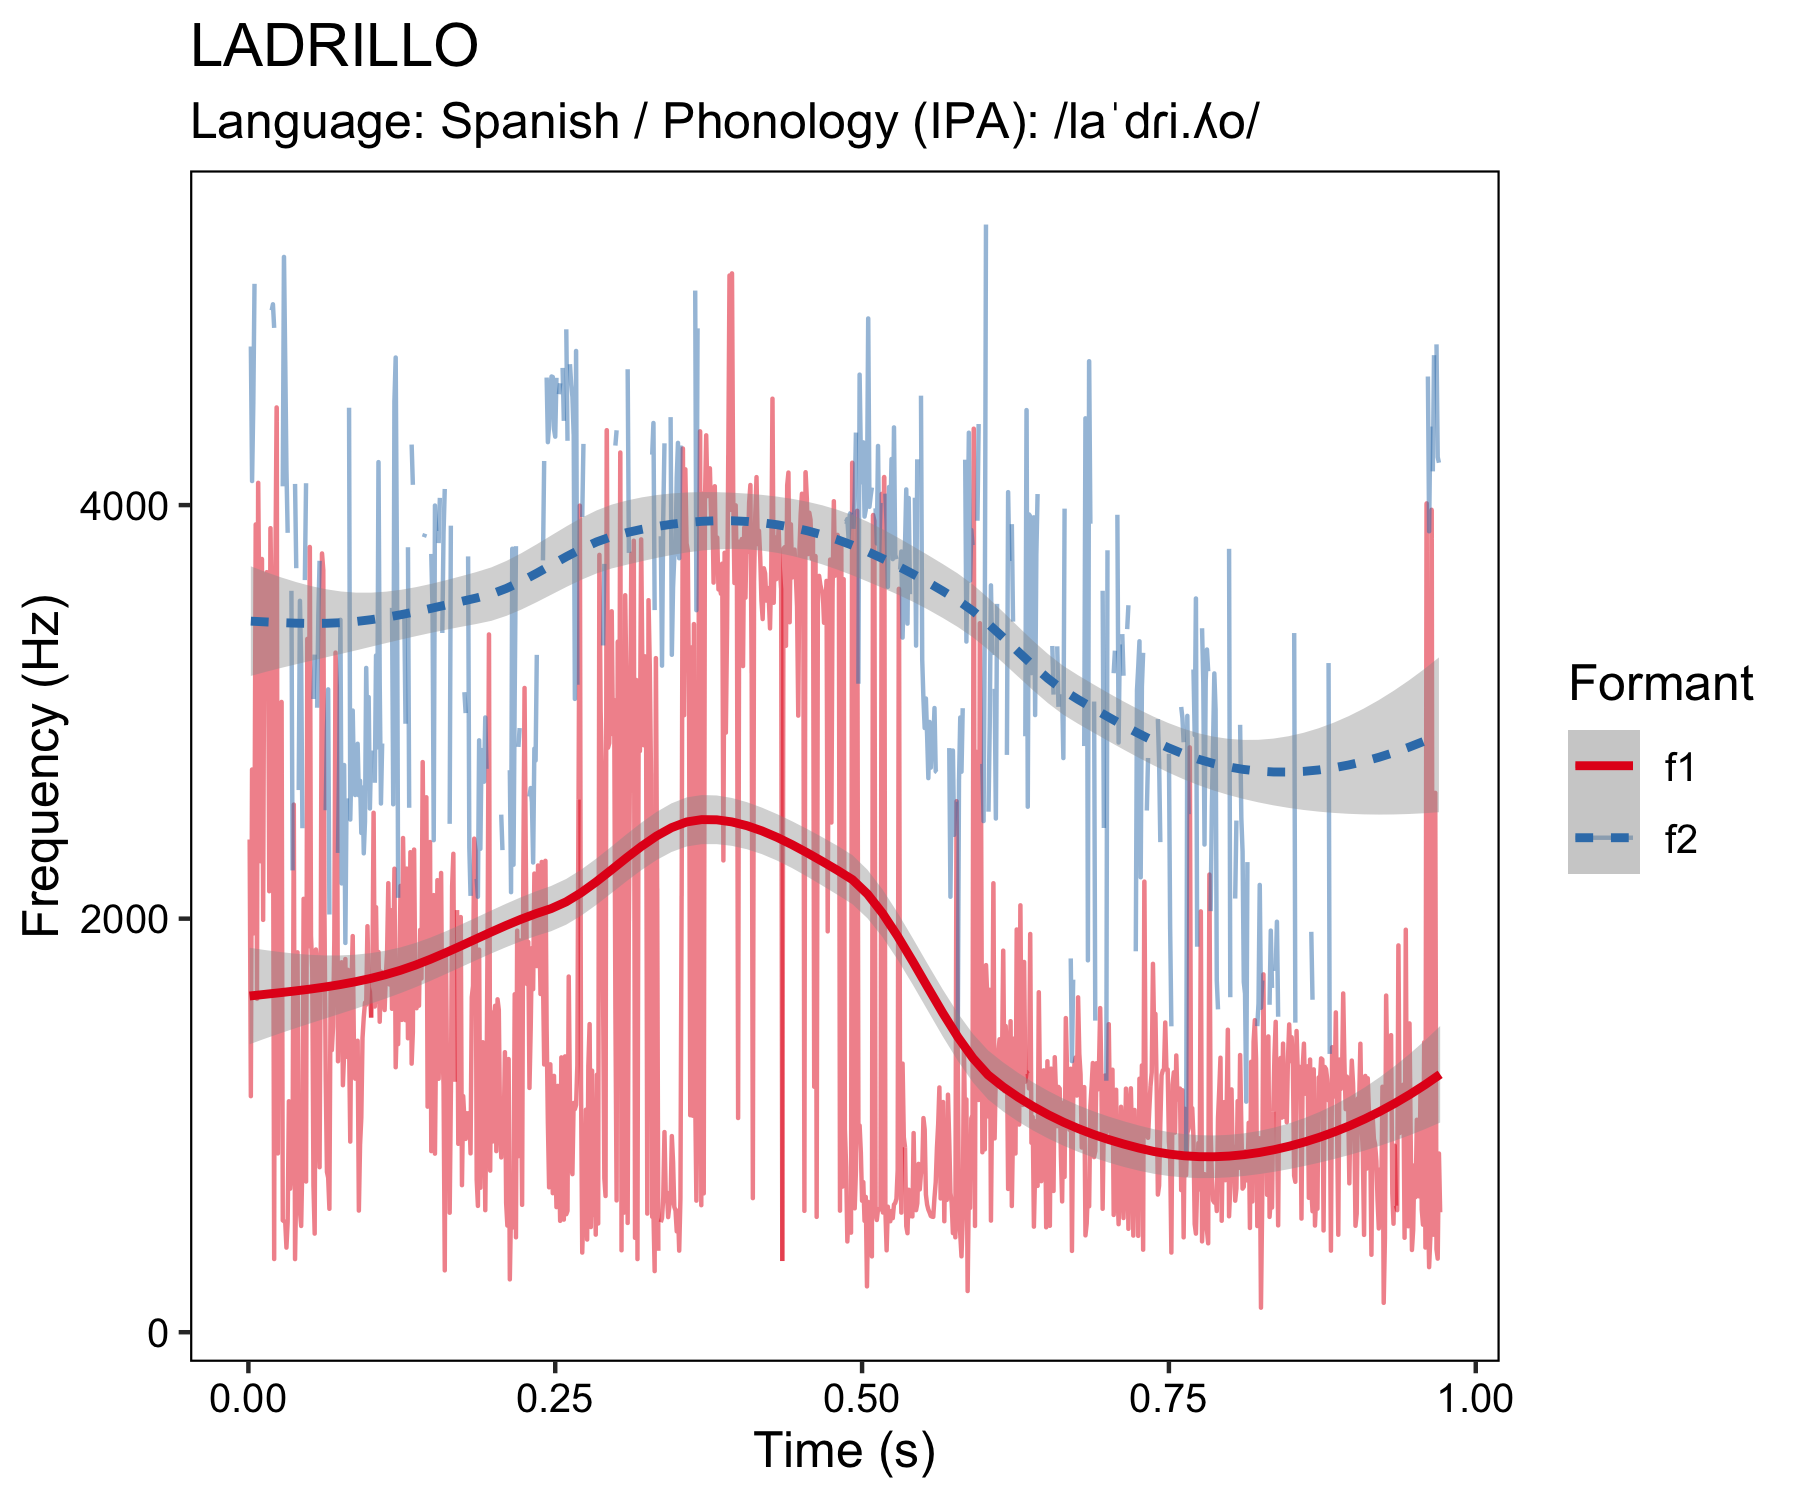 LADRILLO
Language: Spanish / Phonology (IPA): /laˈdɾi.ʎo/
Frequency (Hz)
4000
2000
0
0.00 0.25 0.50 0.75 1.00
Time (s)
Formant
f1
f2